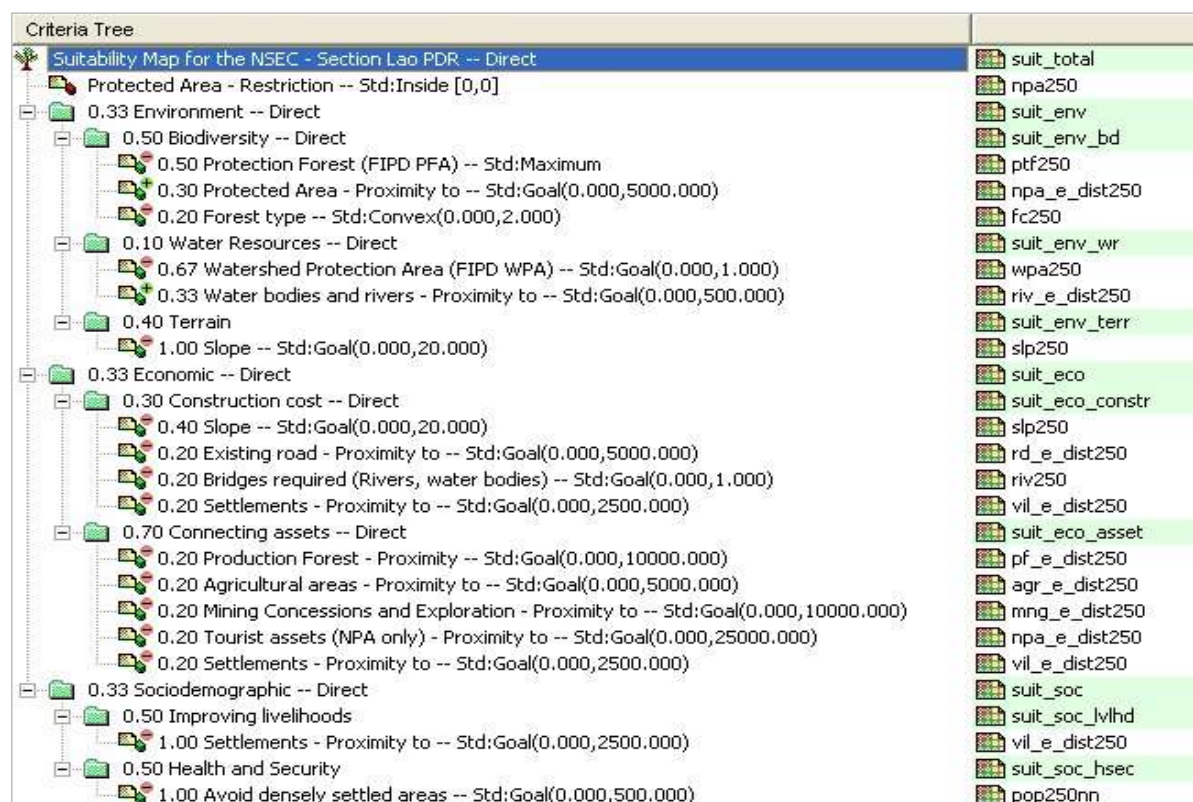 Criteria Tree
Suitability Map for the NSEC - Section Lao PDR -- Direct suit_total
Protected Area - Restriction -- Std:Inside [0,0] npa250
0.33 Environment -- Direct suit_env
0.50 Biodiversity -- Direct suit_env_bd
0.50 Protection Forest (FIPD PFA) -- Std:Maximum ptf250
0.30 Protected Area - Proximity to -- Std:Goal(0.000,5000.000) npa_e_dist250
0.20 Forest type -- Std:Convex(0.000,2.000) fc250
0.10 Water Resources -- Direct suit_env_wr
0.67 Watershed Protection Area (FIPD WPA) -- Std:Goal(0.000,1.000) wpa250
0.33 Water bodies and rivers - Proximity to -- Std:Goal(0.000,500.000) riv_e_dist250
0.40 Terrain suit_env_terr
1.00 Slope -- Std:Goal(0.000,20.000) slp250
0.33 Economic -- Direct suit_eco
0.30 Construction cost -- Direct suit_eco_constr
0.40 Slope -- Std:Goal(0.000,20.000) slp250
0.20 Existing road - Proximity to -- Std:Goal(0.000,5000.000) rd_e_dist250
0.20 Bridges required (Rivers, water bodies) -- Std:Goal(0.000,1.000) riv250
0.20 Settlements - Proximity to -- Std:Goal(0.000,2500.000) vil_e_dist250
0.70 Connecting assets -- Direct suit_eco_asset
0.20 Production Forest - Proximity -- Std:Goal(0.000,10000.000) pf_e_dist250
0.20 Agricultural areas - Proximity to -- Std:Goal(0.000,5000.000) agr_e_dist250
0.20 Mining Concessions and Exploration - Proximity to -- Std:Goal(0.000,10000.000) mng_e_dist250
0.20 Tourist assets (NPA only) - Proximity to -- Std:Goal(0.000,25000.000) npa_e_dist250
0.20 Settlements - Proximity to -- Std:Goal(0.000,2500.000) vil_e_dist250
0.33 Sociodemographic -- Direct suit_soc
0.50 Improving livelihoods suit_soc_lvlhd
1.00 Settlements - Proximity to -- Std:Goal(0.000,2500.000) vil_e_dist250
0.50 Health and Security suit_soc_hsec
1.00 Avoid densely settled areas -- Std:Goal(0.000,500.000) pop250nn